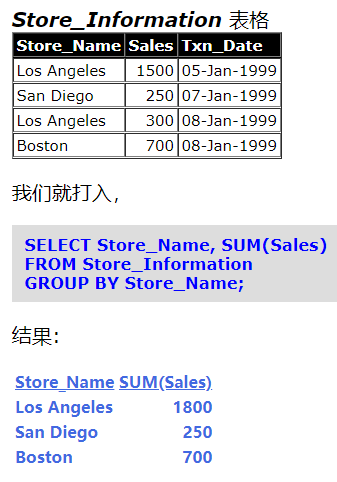 Store_Information 表格
Store_Name Sales Txn_Date
Los Angeles 1500 05-Jan-1999
San Diego 250 07-Jan-1999
Los Angeles 300 08-Jan-1999
Boston 700 08-Jan-1999
我们就打入，
SELECT Store_Name, SUM(Sales)
FROM Store_Information
GROUP BY Store_Name;
结果：
Store_Name SUM(Sales)
Los Angeles 1800
San Diego 250
Boston 700